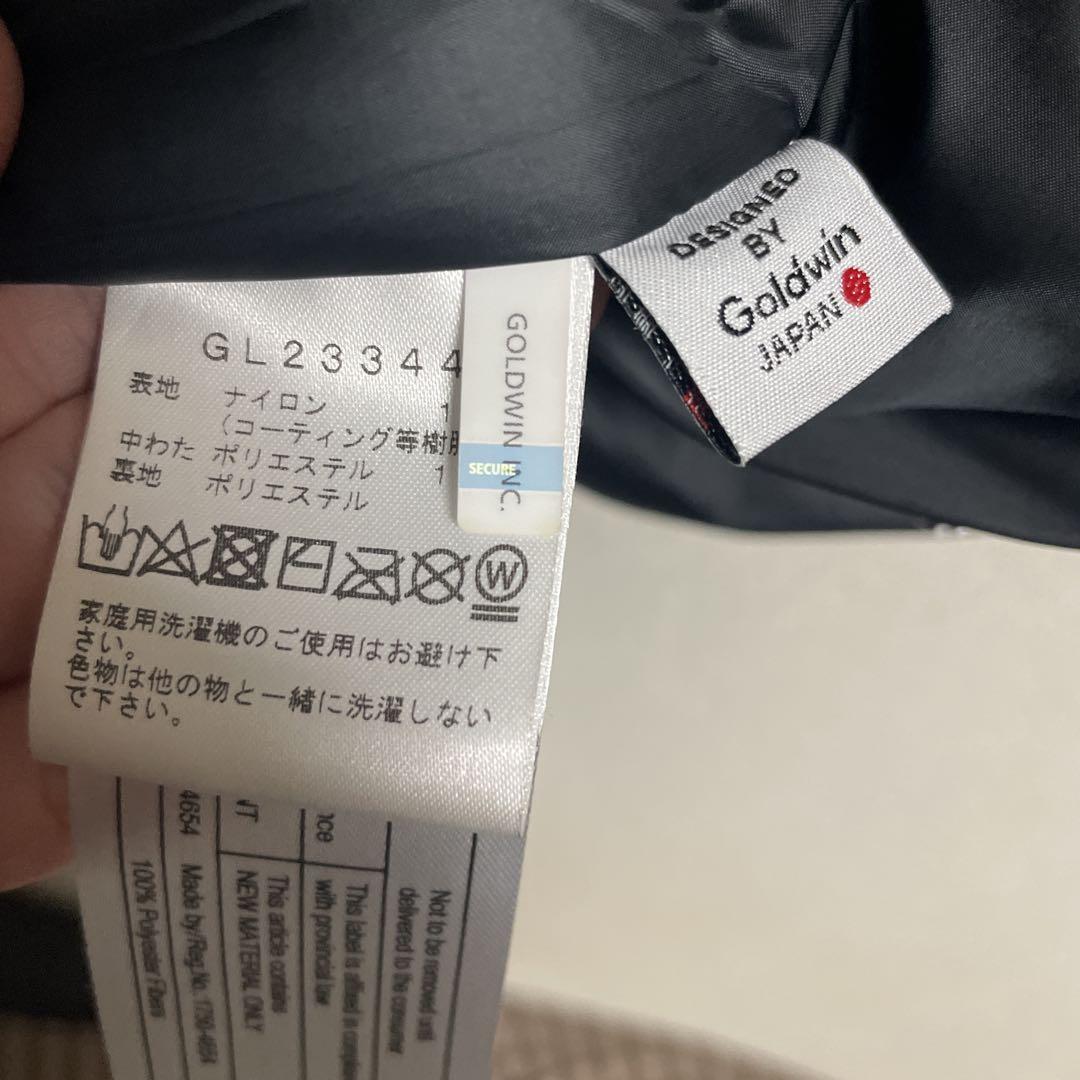 DESIGNED
BY
Goldwin
JAPAN
GL23344
GOLDWIN INC.
SECURE
表地 ナイロン 1
(コーティング等樹
中わた ポリエステル 1
裏地 ポリエステル
W
家庭用洗濯機のご使用はお避け下
さい。
色物は他の物と一緒に洗濯しない
で下さい。
Not to be removed until
delivered to the consumer
This label is affixed in
with provincial law
This article contains
NEW MATERIAL ONLY
4654 Made by/Reg.No.
100% Polyester Fibers